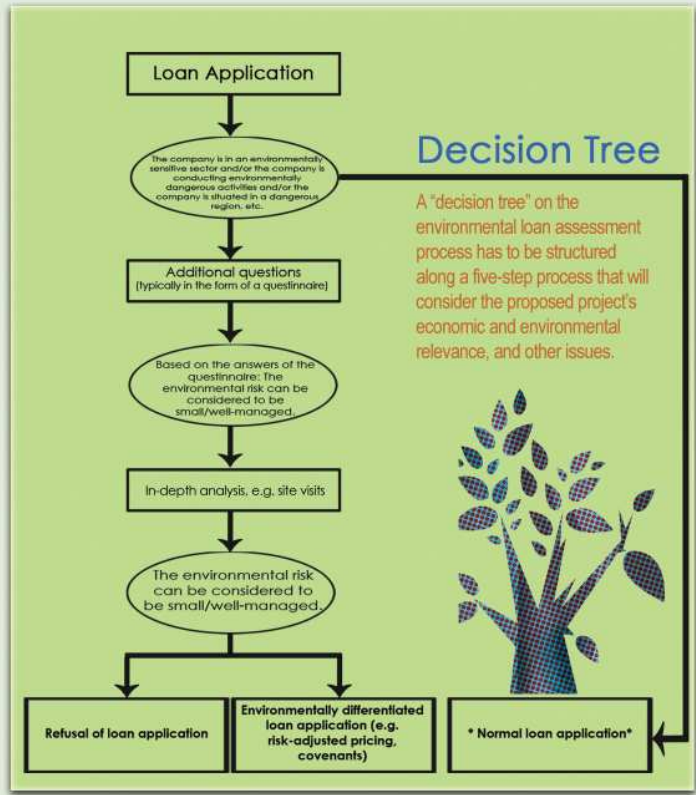 Loan Application
The company is in an environmentally
sensitive sector and/or the company is
conducting environmentally
dangerous activities and/or the
company is situated in a dangerous
region, etc.
Additional questions
(typically in the form of a questinnaire)
Based on the answers of the
questinnaire: The
environmental risk can be
considered to be
small/well-managed.
In-depth analysis, e.g. site visits
The environmental risk
can be considered to
be small/well-managed.
Refusal of loan application
Environmentally differentiated
loan application (e.g.
risk-adjusted pricing,
covenants)
* Normal loan application*
Decision Tree
A "decision tree" on the
environmental loan assessment
process has to be structured
along a five-step process that will
consider the proposed project's
economic and environmental
relevance, and other issues.